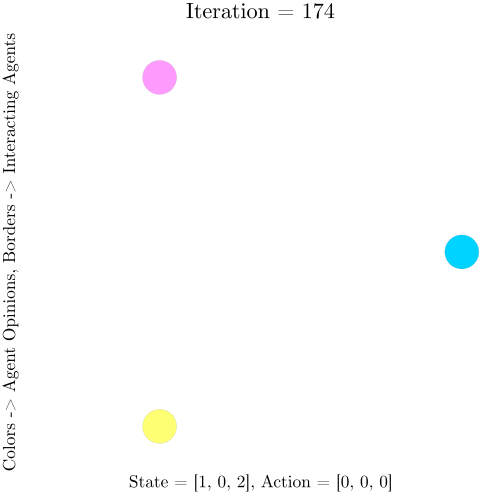 Iteration = 174
Colors -> Agent Opinions, Borders -> Interacting Agents
State = [1, 0, 2], Action = [0, 0, 0]